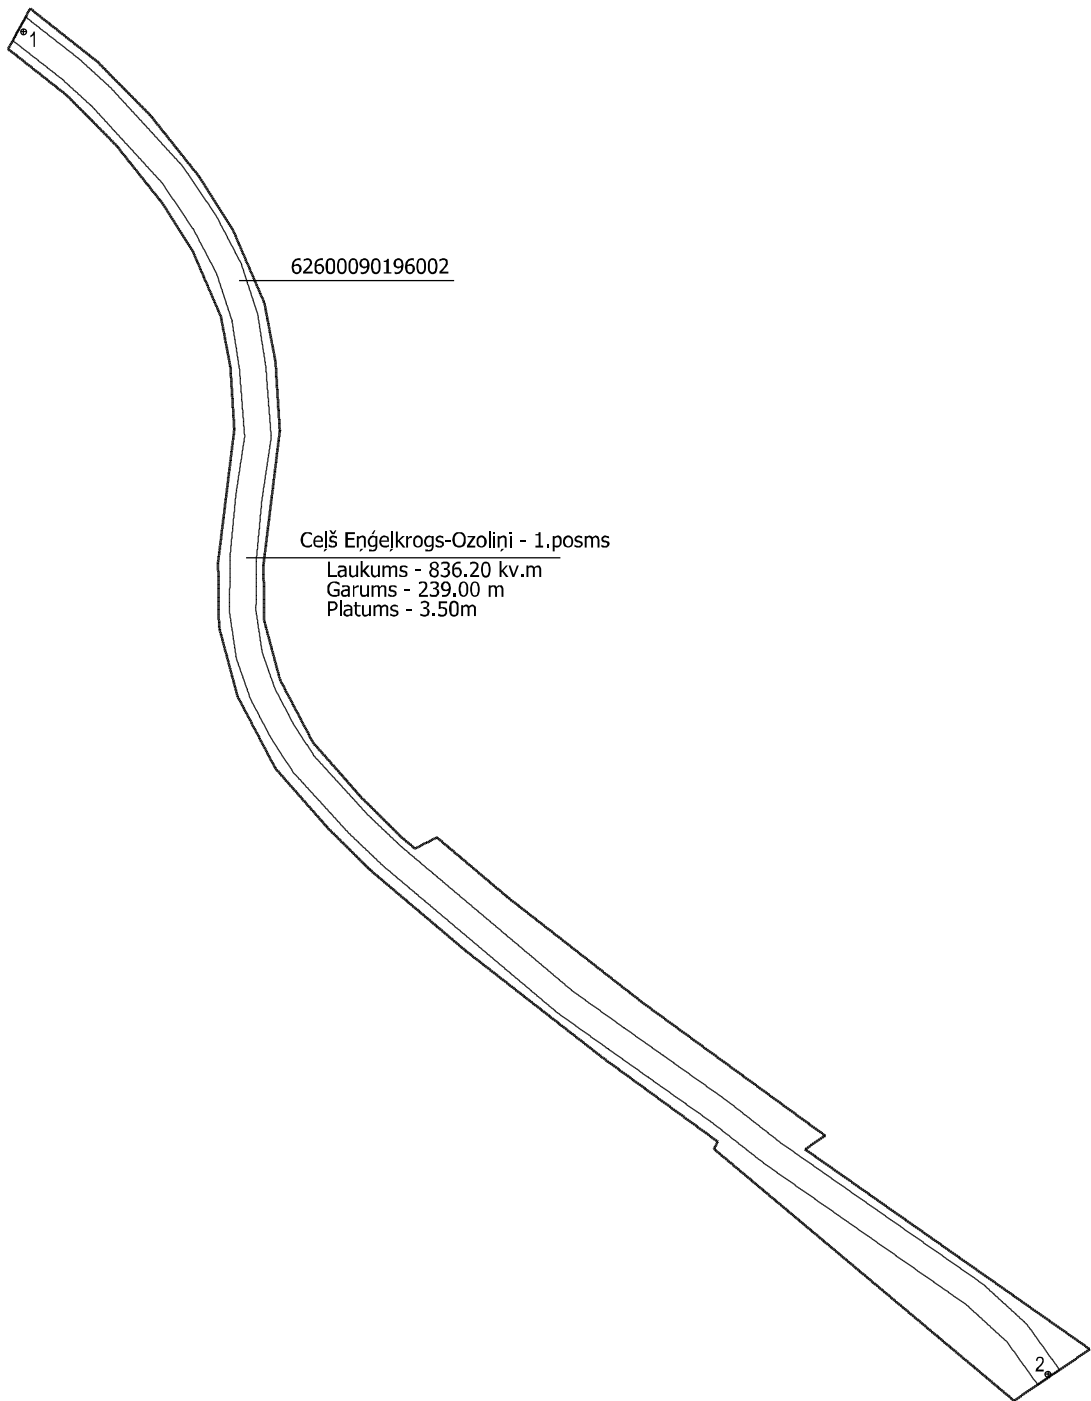 1
62600090196002
Ceļš Eņģeļkrogs-Ozoliņi - 1.posms
Laukums - 836.20 kv.m
Garums - 239.00 m
Platums - 3.50m
2